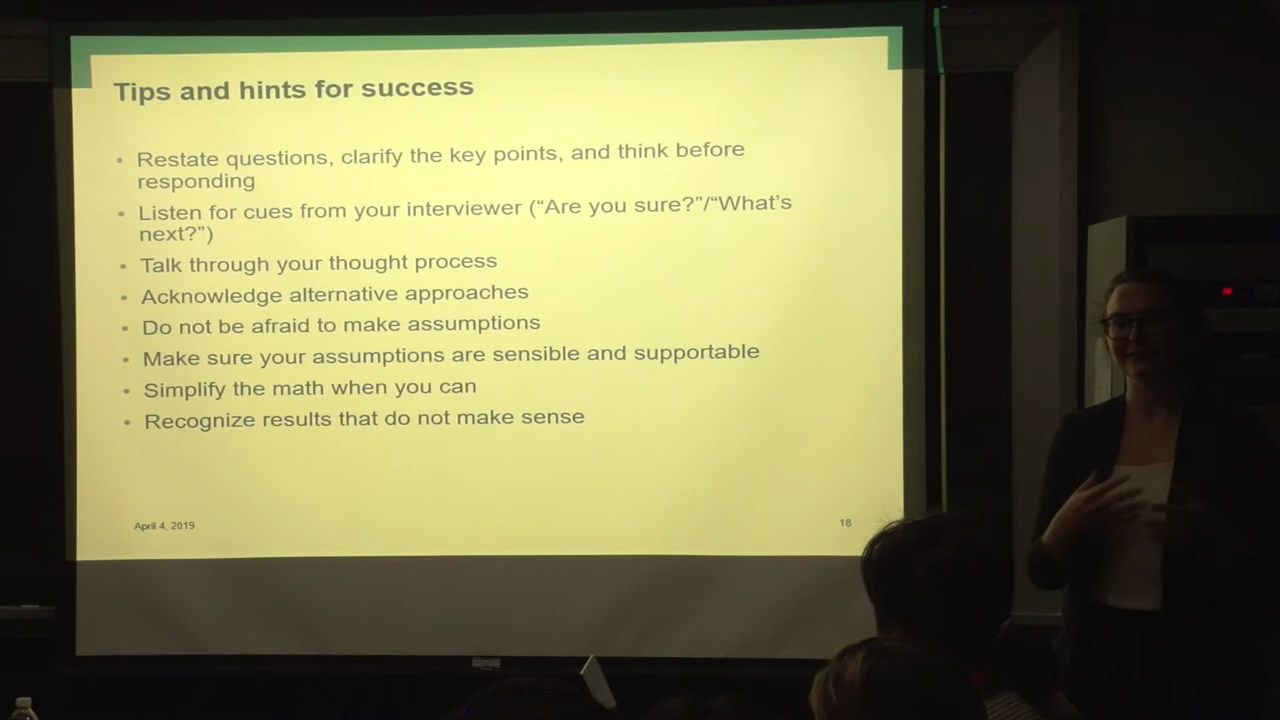 Tips and hints for success
• Restate questions, clarify the key points, and think before
responding
• Listen for cues from your interviewer (“Are you sure?”/“What’s
next?”)
• Talk through your thought process
• Acknowledge alternative approaches
• Do not be afraid to make assumptions
• Make sure your assumptions are sensible and supportable
• Simplify the math when you can
• Recognize results that do not make sense
April 4, 2019
18